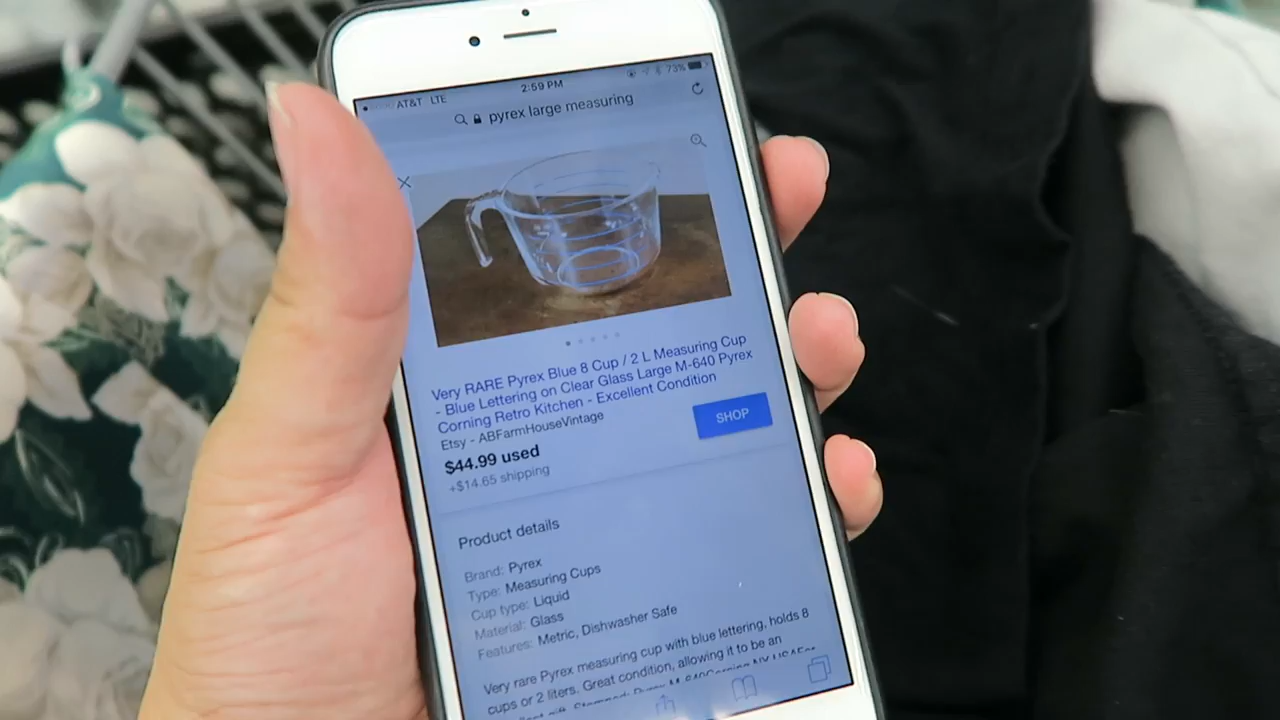 AT&T LTE 2:59 PM 73%
pyrex large measuring
Very RARE Pyrex Blue 8 Cup / 2 L Measuring Cup
- Blue Lettering on Clear Glass Large M-640 Pyrex
Corning Retro Kitchen - Excellent Condition
Etsy - ABFarmHouseVintage
SHOP
$44.99 used
+$14.65 shipping
Product details
Brand: Pyrex
Type: Measuring Cups
Cup type: Liquid
Material: Glass
Features: Metric, Dishwasher Safe
Very rare Pyrex measuring cup with blue lettering, holds 8
cups or 2 liters. Great condition, allowing it to be an